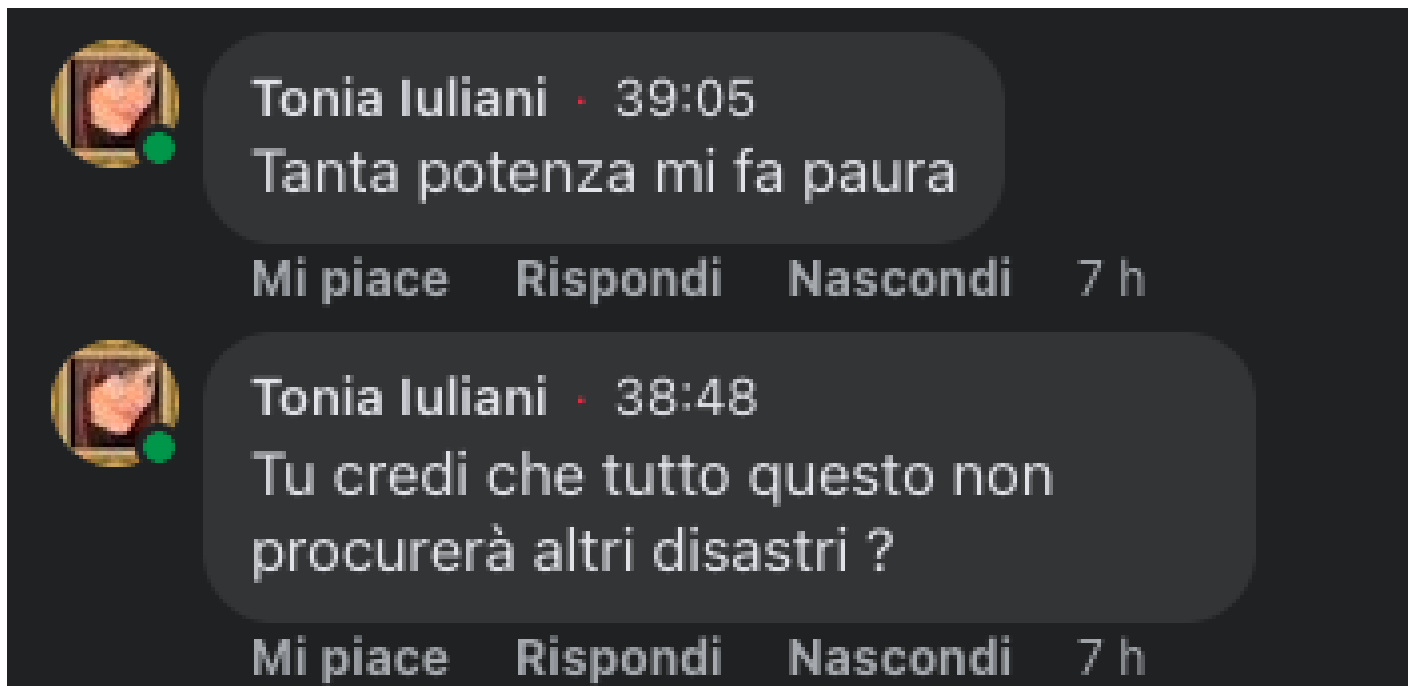 Tonia Iuliani · 39:05
Tanta potenza mi fa paura
Mi piace Rispondi Nascondi 7 h
Tonia Iuliani · 38:48
Tu credi che tutto questo non
procurerà altri disastri ?
Mi piace Rispondi Nascondi 7 h